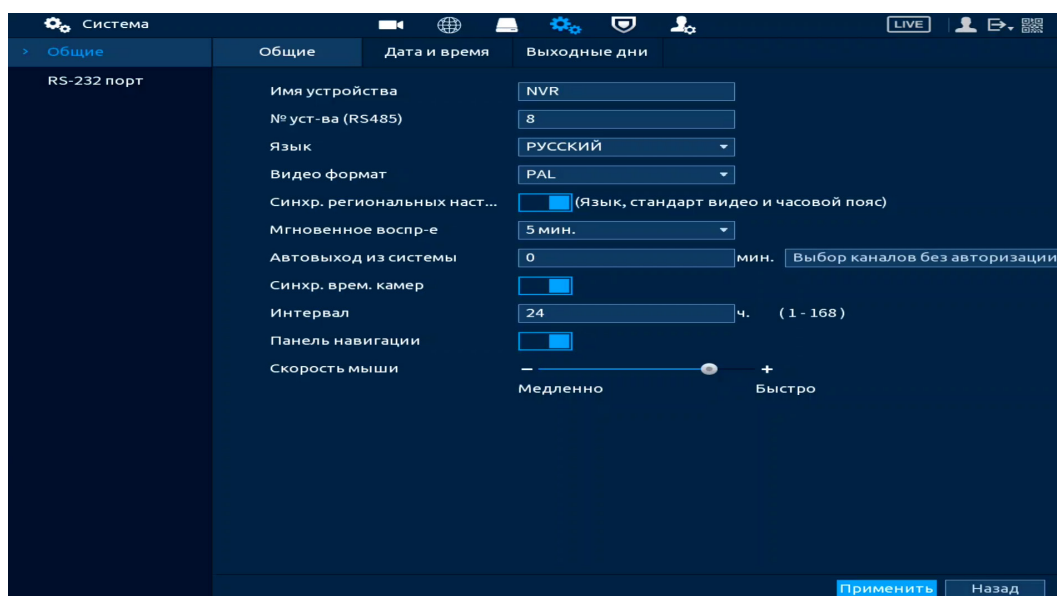 Система LIVE
> Общие Общие Дата и время Выходные дни
RS-232 порт
Имя устройства NVR
№ уст-ва (RS485) 8
Язык РУССКИЙ
Видео формат PAL
Синхр. региональных наст... (Язык, стандарт видео и часовой пояс)
Мгновенное воспр-е 5 мин.
Автовыход из системы 0 мин. Выбор каналов без авторизации
Синхр. врем. камер
Интервал 24 ч. ( 1 - 168 )
Панель навигации
Скорость мыши − +
Медленно Быстро
Применить Назад